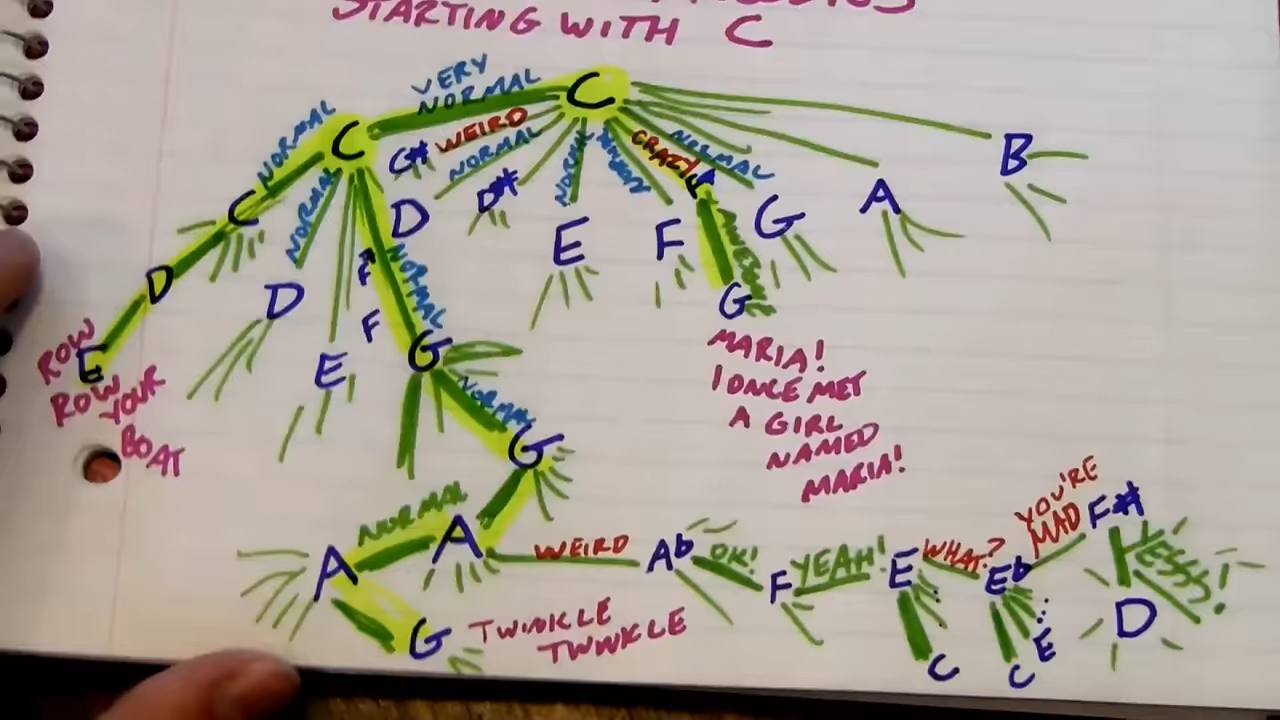 STARTING WITH C
VERY NORMAL
C
NORMAL
C
C# WEIRD
NORMAL
CRAZY
NORMAL
B
C
NORMAL
D
NORMAL
D#
NORMAL
E
F
G
A
D
D
E
F
NORMAL
G
G
ROW
E
ROW YOUR
BOAT
NORMAL
G
MARIA!
I ONCE MET
A GIRL
NAMED
MARIA!
NORMAL
A
A
WEIRD
Ab
OK!
F
YEAH!
E
WHAT?
Eb
YOU'RE
MAD
F#
YESSS!
G
TWINKLE
TWINKLE
C
C
E
D